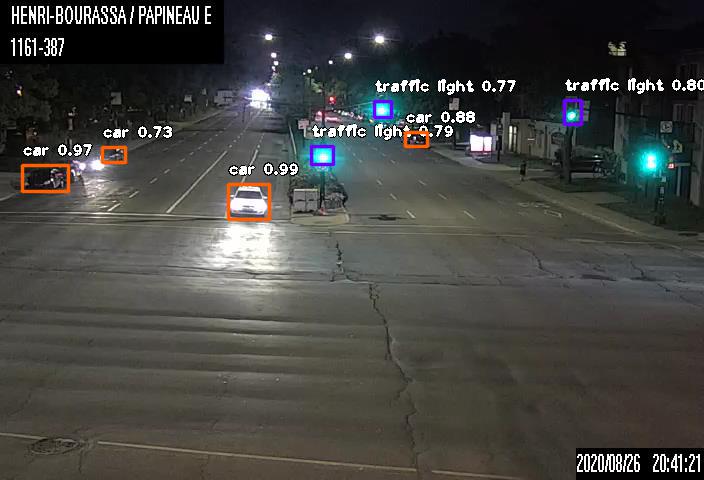 HENRI-BOURASSA / PAPINEAU E
1161-387
traffic light 0.77
traffic light 0.80
car 0.88
traffic light 0.79
car 0.73
car 0.97
car 0.99
2020/08/26 20:41:21